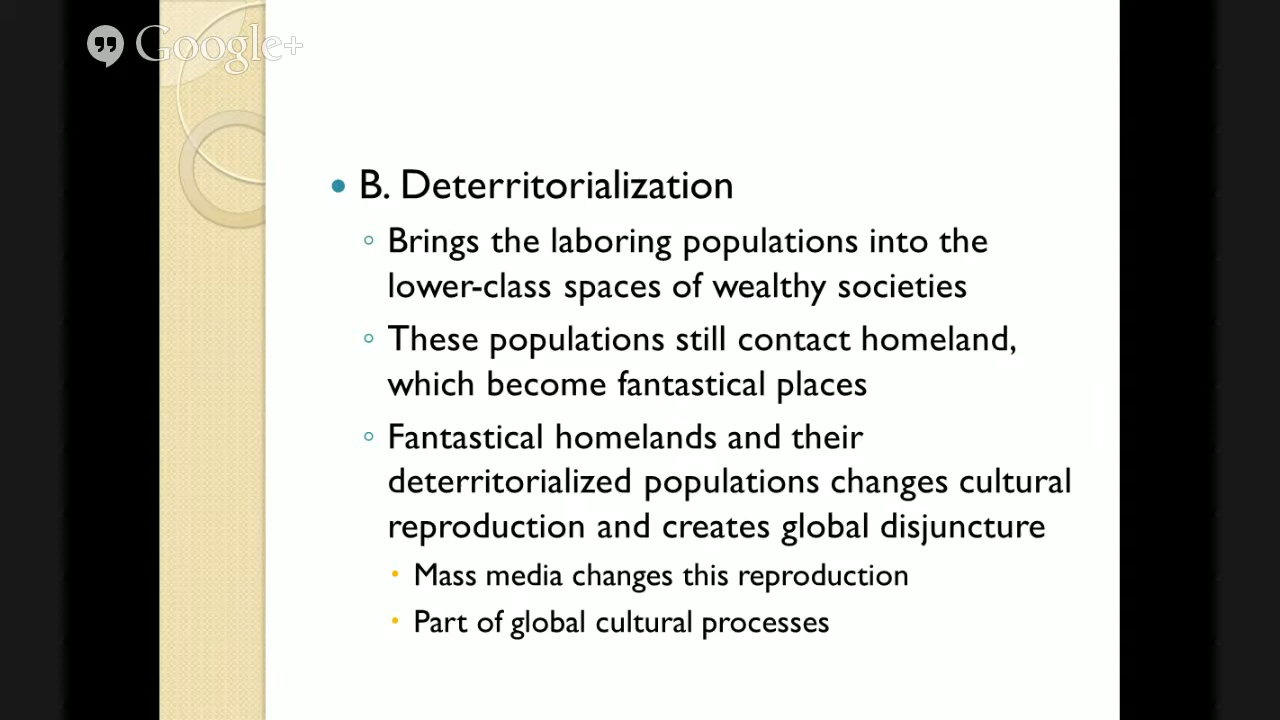 Google+
• B. Deterritorialization
◦ Brings the laboring populations into the
lower-class spaces of wealthy societies
◦ These populations still contact homeland,
which become fantastical places
◦ Fantastical homelands and their
deterritorialized populations changes cultural
reproduction and creates global disjuncture
• Mass media changes this reproduction
• Part of global cultural processes